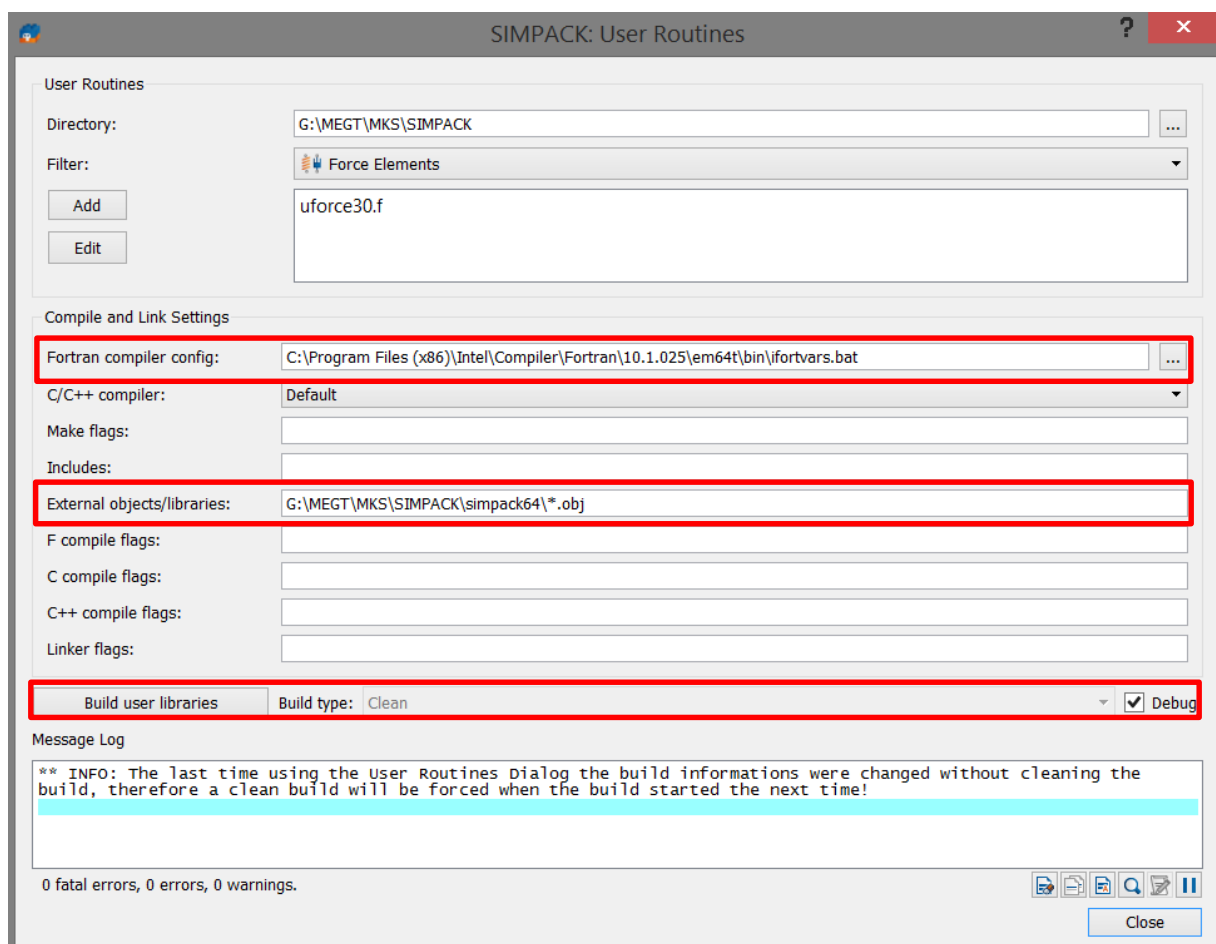 SIMPACK: User Routines
?
×
User Routines
Directory: G:\MEGT\MKS\SIMPACK ...
Filter: Force Elements
Add
uforce30.f
Edit
Compile and Link Settings
Fortran compiler config: C:\Program Files (x86)\Intel\Compiler\Fortran\10.1.025\em64t\bin\ifortvars.bat ...
C/C++ compiler: Default
Make flags:
Includes:
External objects/libraries: G:\MEGT\MKS\SIMPACK\simpack64\*.obj
F compile flags:
C compile flags:
C++ compile flags:
Linker flags:
Build user libraries Build type: Clean Debug
Message Log
** INFO: The last time using the User Routines Dialog the build informations were changed without cleaning the
build, therefore a clean build will be forced when the build started the next time!
0 fatal errors, 0 errors, 0 warnings.
Close